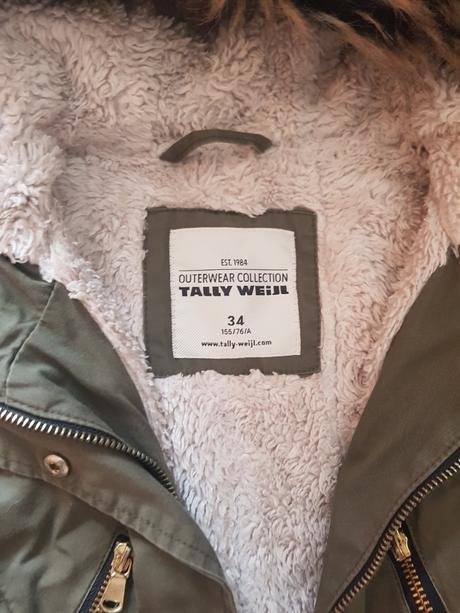 EST. 1984
OUTERWEAR COLLECTION
TALLY WEiJL
34
155/76/A
www.tally-weijl.com